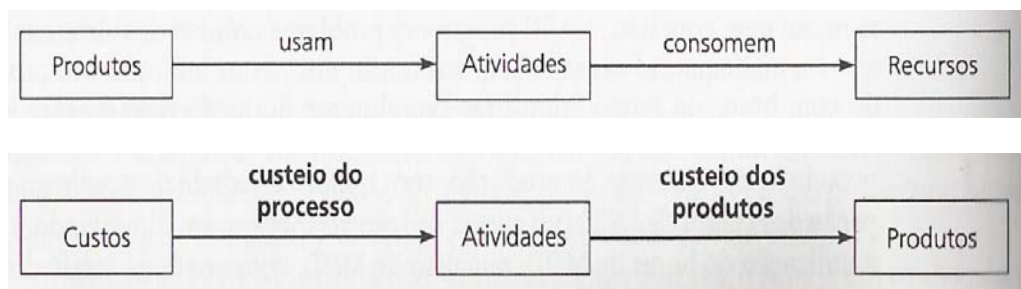 usam
consomem
Produtos
Atividades
Recursos
custeio do
processo
custeio dos
produtos
Custos
Atividades
Produtos